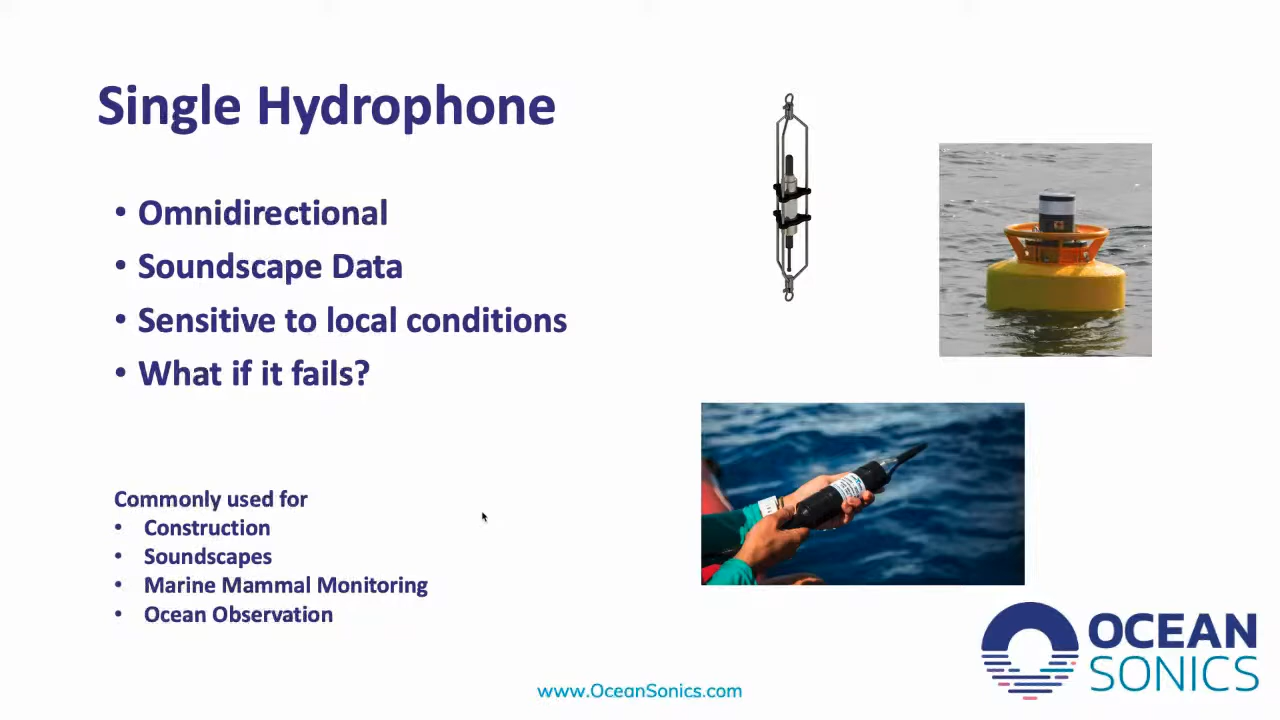 Single Hydrophone
• Omnidirectional
• Soundscape Data
• Sensitive to local conditions
• What if it fails?
Commonly used for
• Construction
• Soundscapes
• Marine Mammal Monitoring
• Ocean Observation
OCEAN
SONICS
www.OceanSonics.com